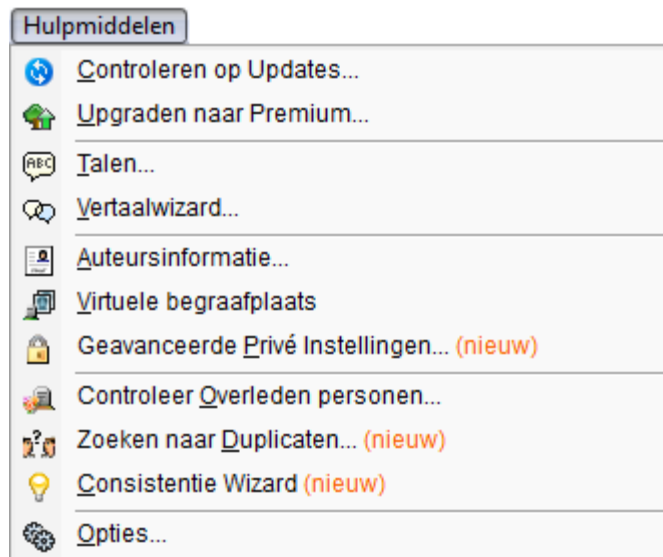 Hulpmiddelen
Controleren op Updates...
Upgraden naar Premium...
ABC
Talen...
Vertaalwizard...
Auteursinformatie...
Virtuele begraafplaats
Geavanceerde Privé Instellingen... (nieuw)
Controleer Overleden personen...
?
Zoeken naar Duplicaten... (nieuw)
Consistentie Wizard (nieuw)
Opties...